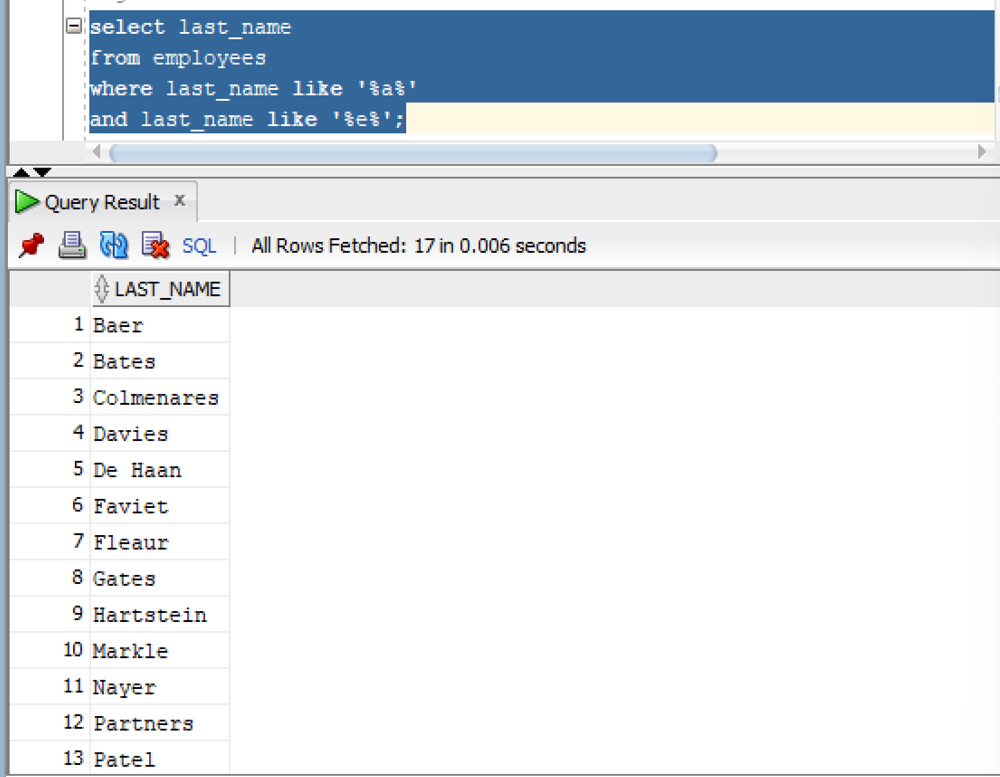 select last_name
from employees
where last_name like '%a%'
and last_name like '%e%';
Query Result x
SQL | All Rows Fetched: 17 in 0.006 seconds
LAST_NAME
1 Baer
2 Bates
3 Colmenares
4 Davies
5 De Haan
6 Faviet
7 Fleaur
8 Gates
9 Hartstein
10 Markle
11 Nayer
12 Partners
13 Patel